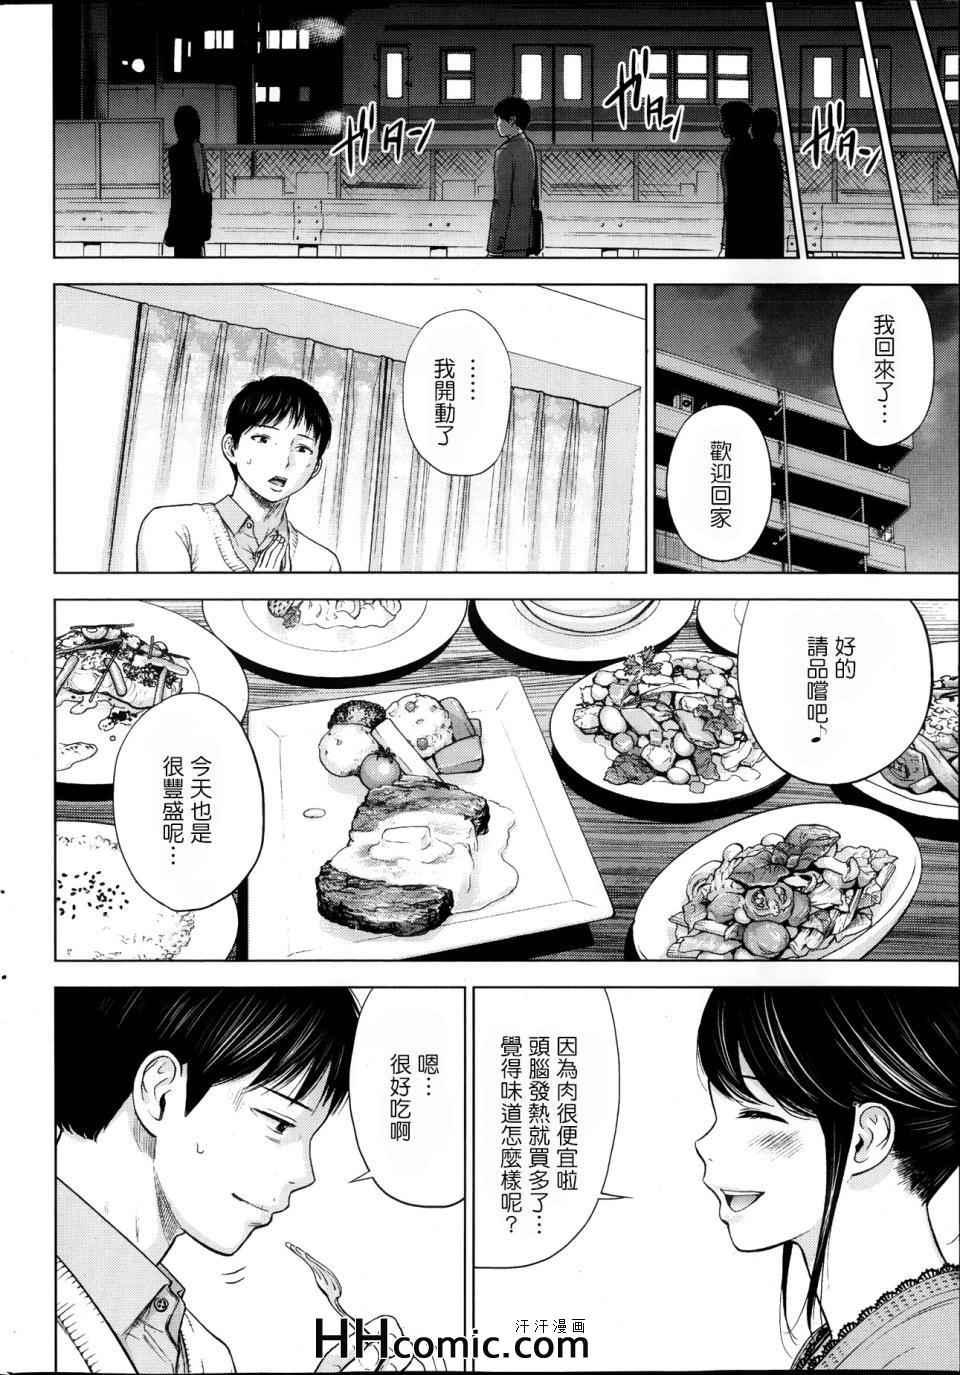 ガタン
ガタン
ガタン
我回來了…
歡迎回家
……
我開動了
好的
請品嚐吧♪
今天也是
很豐盛呢…
因為肉很便宜啦
頭腦發熱就買多了…
覺得味道怎麼樣呢？
嗯…
很好吃啊
汗汗漫画
HHcomic.com